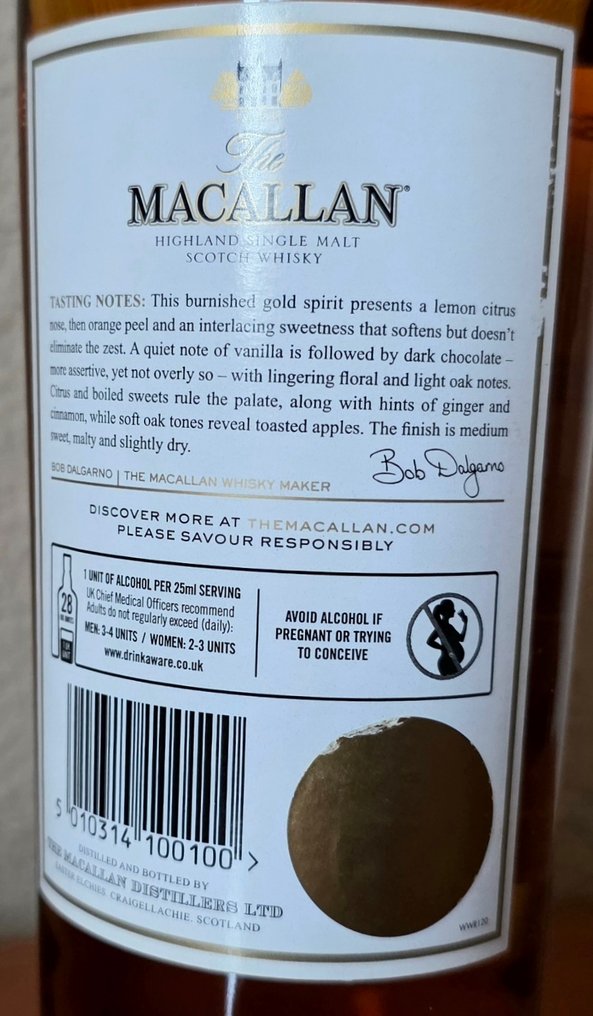 The
MACALLAN®
HIGHLAND SINGLE MALT
SCOTCH WHISKY
TASTING NOTES: This burnished gold spirit presents a lemon citrus
nose, then orange peel and an interlacing sweetness that softens but doesn't
eliminate the zest. A quiet note of vanilla is followed by dark chocolate –
more assertive, yet not overly so – with lingering floral and light oak notes.
Citrus and boiled sweets rule the palate, along with hints of ginger and
cinnamon, while soft oak tones reveal toasted apples. The finish is medium
sweet, malty and slightly dry.
Bob Dalgarno
BOB DALGARNO | THE MACALLAN WHISKY MAKER
DISCOVER MORE AT THEMACALLAN.COM
PLEASE SAVOUR RESPONSIBLY
28
1 UNIT OF ALCOHOL PER 25ml SERVING
UK Chief Medical Officers recommend
Adults do not regularly exceed (daily):
MEN: 3-4 UNITS / WOMEN: 2-3 UNITS
www.drinkaware.co.uk
AVOID ALCOHOL IF
PREGNANT OR TRYING
TO CONCEIVE
5 010314 100100 >
DISTILLED AND BOTTLED BY
THE MACALLAN DISTILLERS LTD
EASTER ELCHIES, CRAIGELLACHIE, SCOTLAND
WWR120